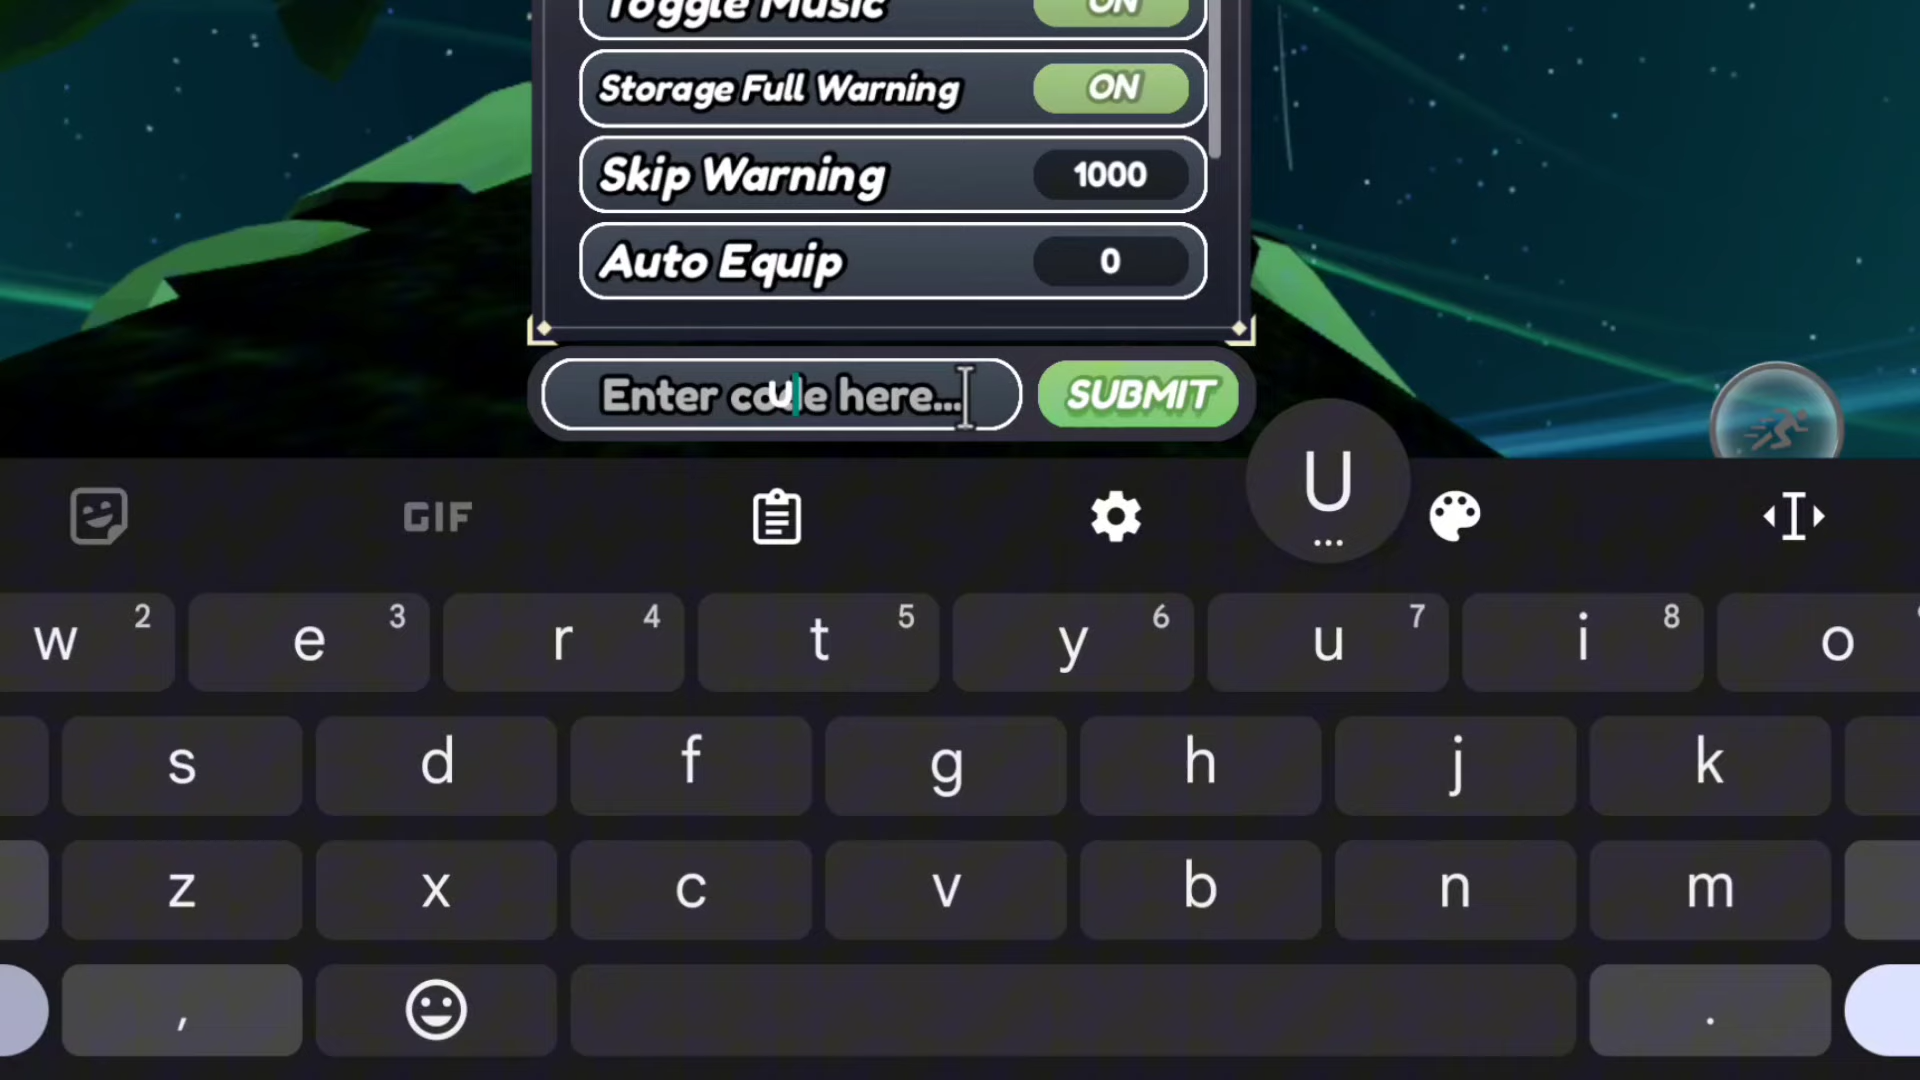 Toggle Music ON
Storage Full Warning ON
Skip Warning 1000
Auto Equip 0
Enter code here... SUBMIT
U
U
...
GIF
w 2 e 3 r 4 t 5 y 6 u 7 i 8 o
s d f g h j k
z x c v b n m
, .